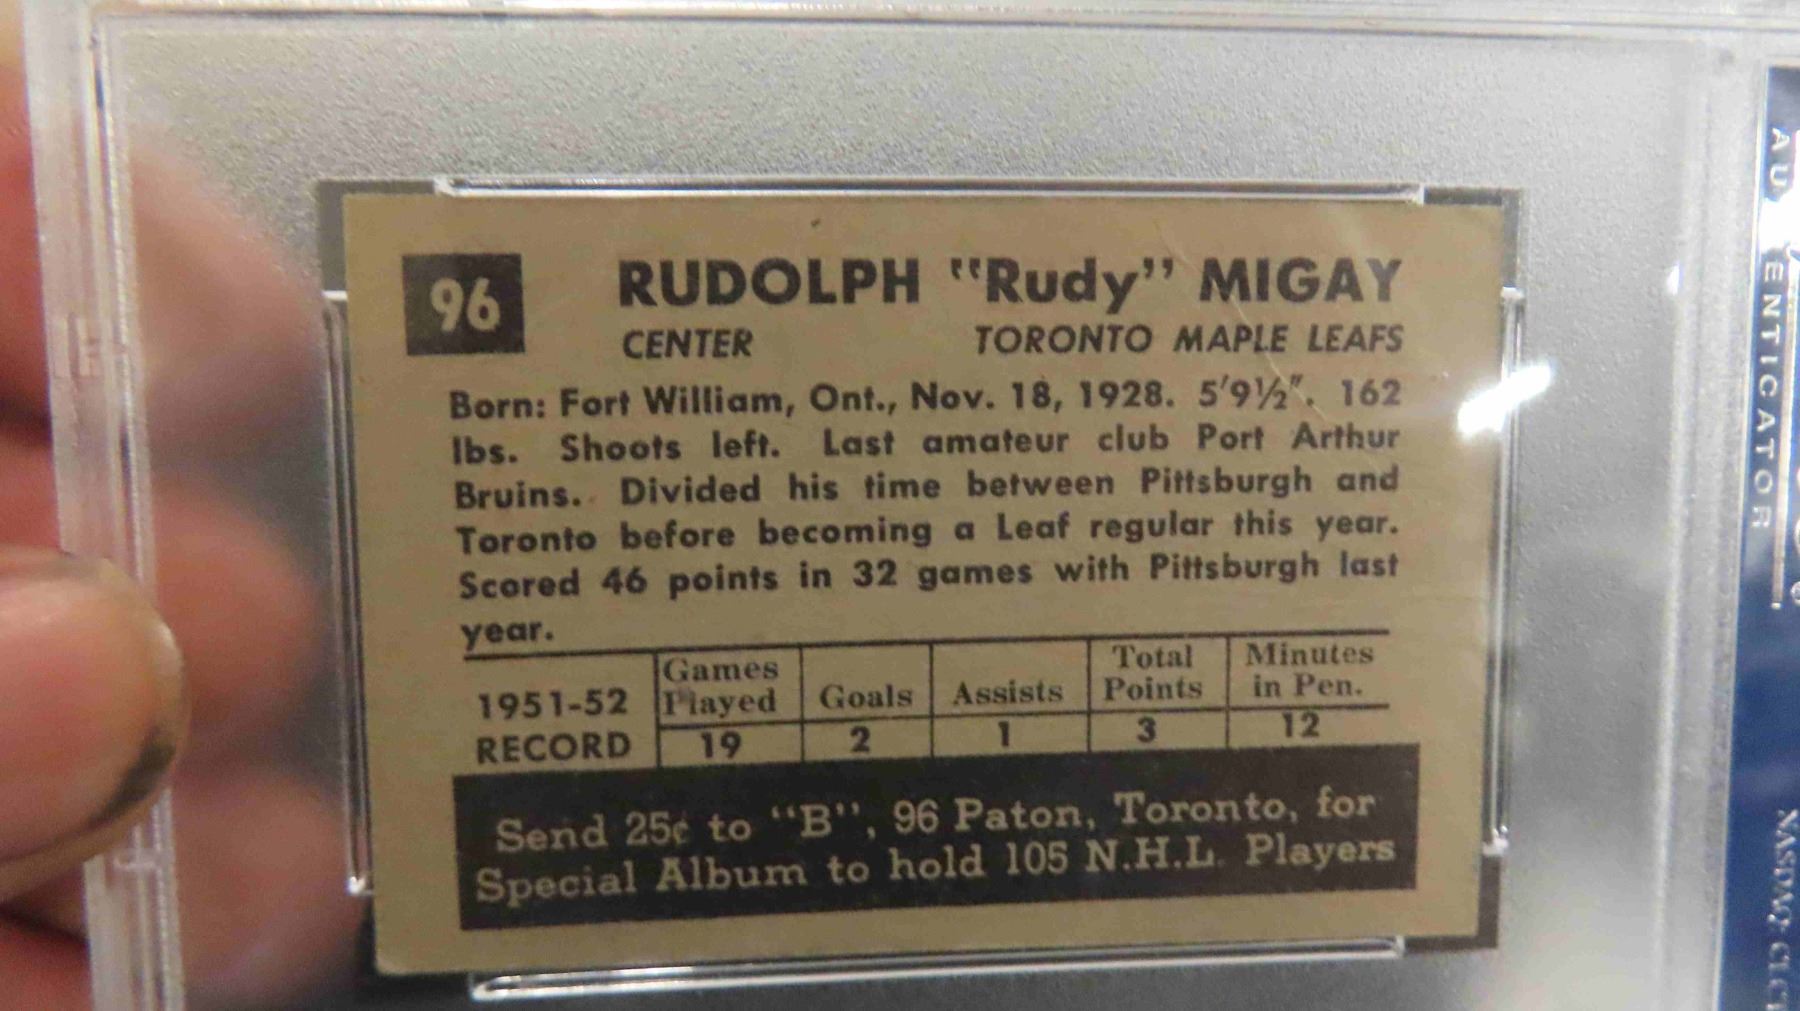 96
RUDOLPH "Rudy" MIGAY
CENTER TORONTO MAPLE LEAFS
Born: Fort William, Ont., Nov. 18, 1928. 5'9½". 162
lbs. Shoots left. Last amateur club Port Arthur
Bruins. Divided his time between Pittsburgh and
Toronto before becoming a Leaf regular this year.
Scored 46 points in 32 games with Pittsburgh last
year.
1951-52 RECORD
Games Played Goals Assists Total Points Minutes in Pen.
19 2 1 3 12
Send 25¢ to "B", 96 Paton, Toronto, for
Special Album to hold 105 N.H.L. Players